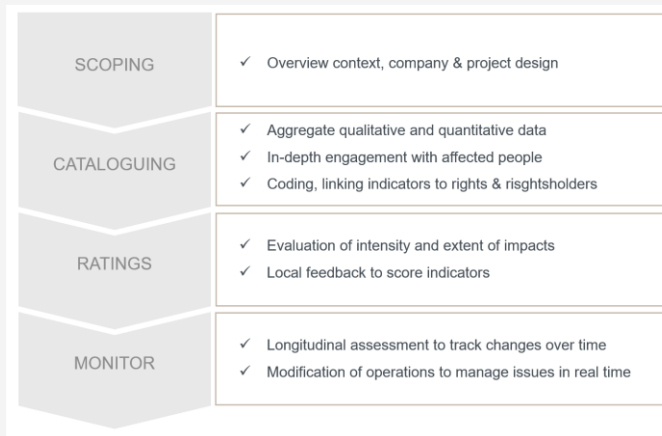 SCOPING
✓ Overview context, company & project design
CATALOGUING
✓ Aggregate qualitative and quantitative data
✓ In-depth engagement with affected people
✓ Coding, linking indicators to rights & risghtsholders
RATINGS
✓ Evaluation of intensity and extent of impacts
✓ Local feedback to score indicators
MONITOR
✓ Longitudinal assessment to track changes over time
✓ Modification of operations to manage issues in real time